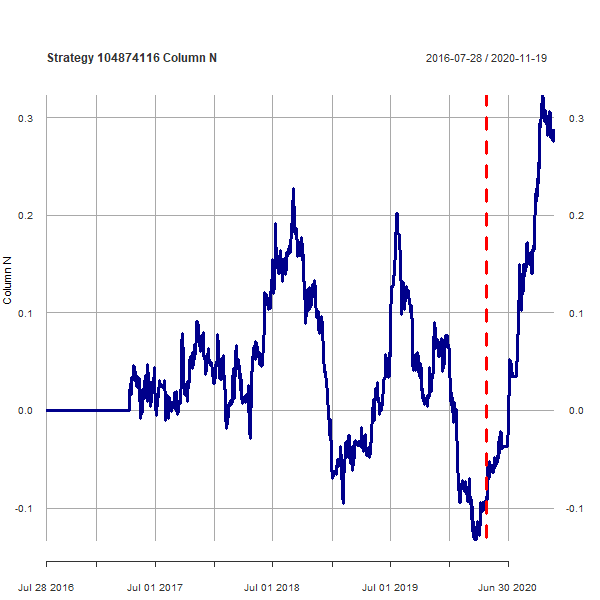 Strategy 104874116 Column N
2016-07-28 / 2020-11-19
0.3 0.3
0.2 0.2
0.1 0.1
0.0 0.0
-0.1 -0.1
Column N
Jul 28 2016 Jul 01 2017 Jul 01 2018 Jul 01 2019 Jun 30 2020